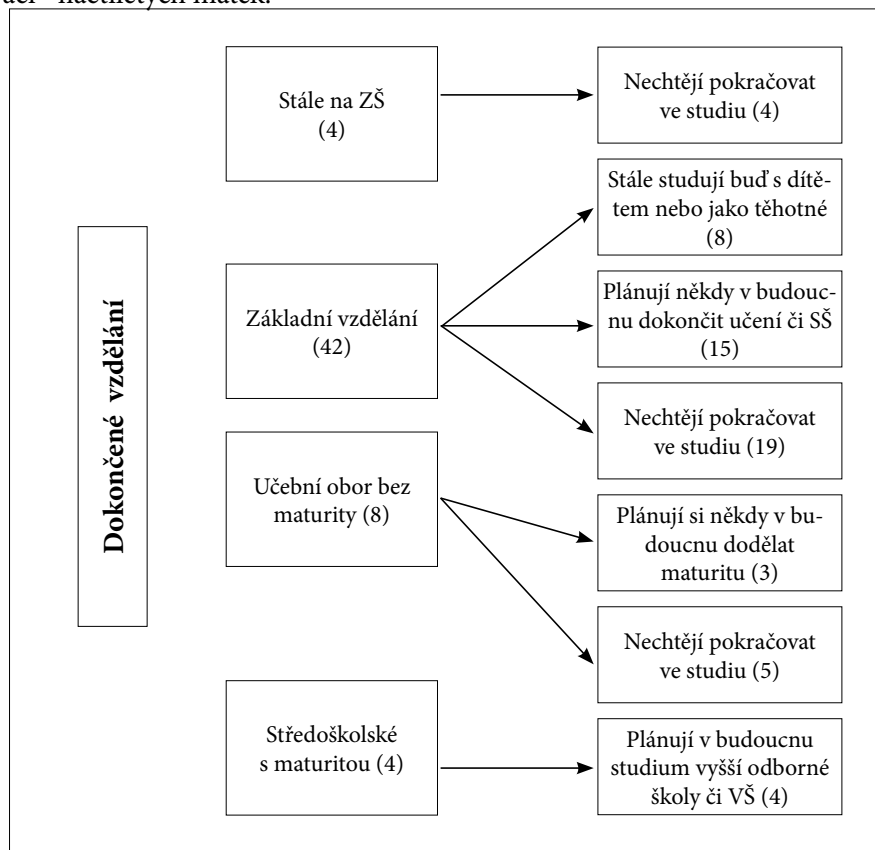 náctiletých matek.
Dokončené vzdělání
Stále na ZŠ
(4)
Nechtějí pokračovat
ve studiu (4)
Základní vzdělání
(42)
Stále studují buď s dítě-
tem nebo jako těhotné
(8)
Plánují někdy v budouc-
nu dokončit učení či SŠ
(15)
Nechtějí pokračovat
ve studiu (19)
Učební obor bez
maturity (8)
Plánují si někdy v bu-
doucnu dodělat
maturitu (3)
Nechtějí pokračovat
ve studiu (5)
Středoškolské
s maturitou (4)
Plánují v budoucnu
studium vyšší odborné
školy či VŠ (4)